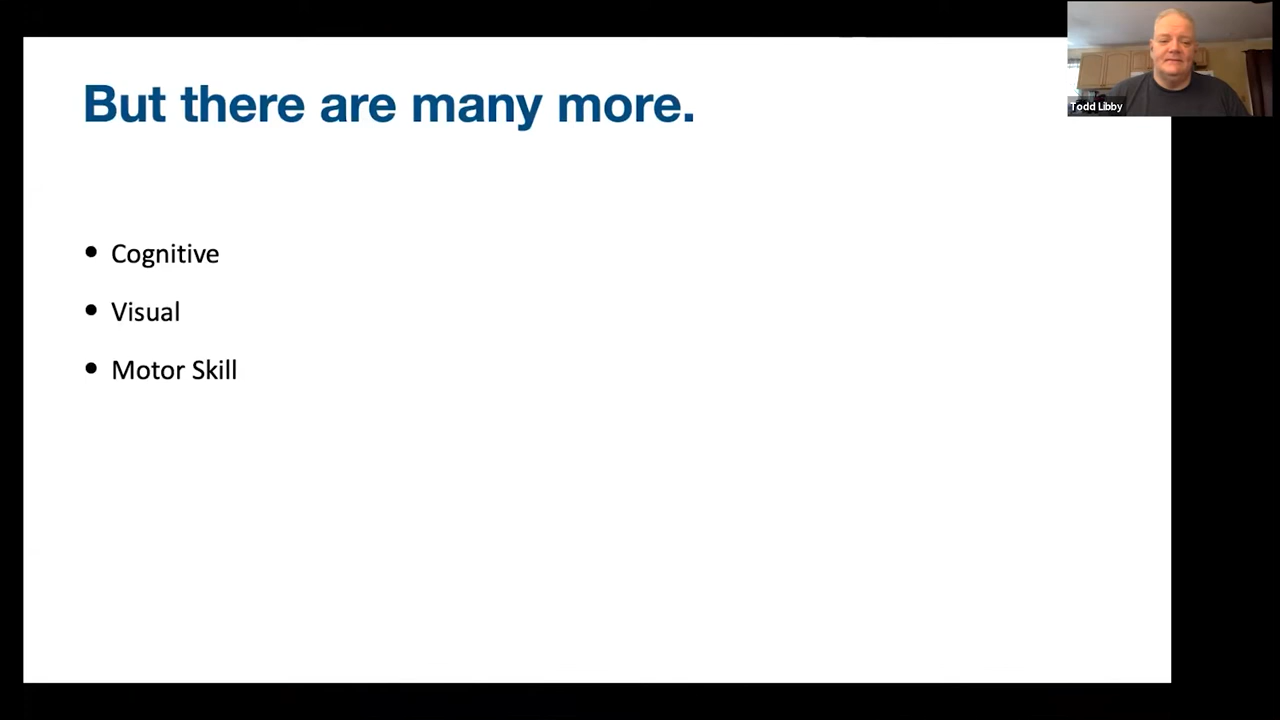 But there are many more.
• Cognitive
• Visual
• Motor Skill
Todd Libby